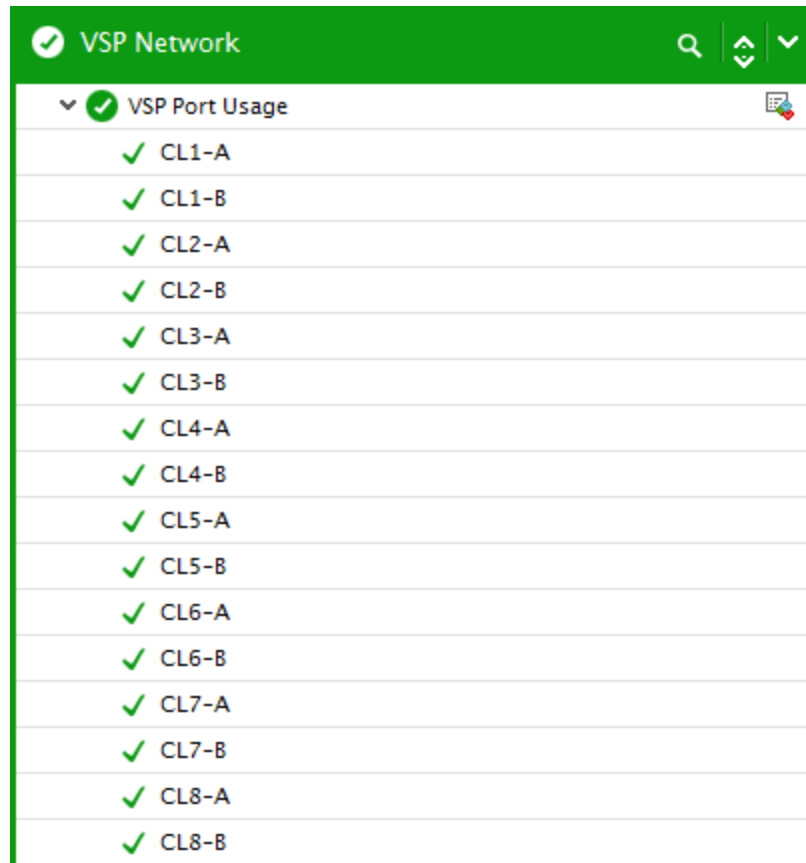 VSP Network
VSP Port Usage
CL1-A
CL1-B
CL2-A
CL2-B
CL3-A
CL3-B
CL4-A
CL4-B
CL5-A
CL5-B
CL6-A
CL6-B
CL7-A
CL7-B
CL8-A
CL8-B